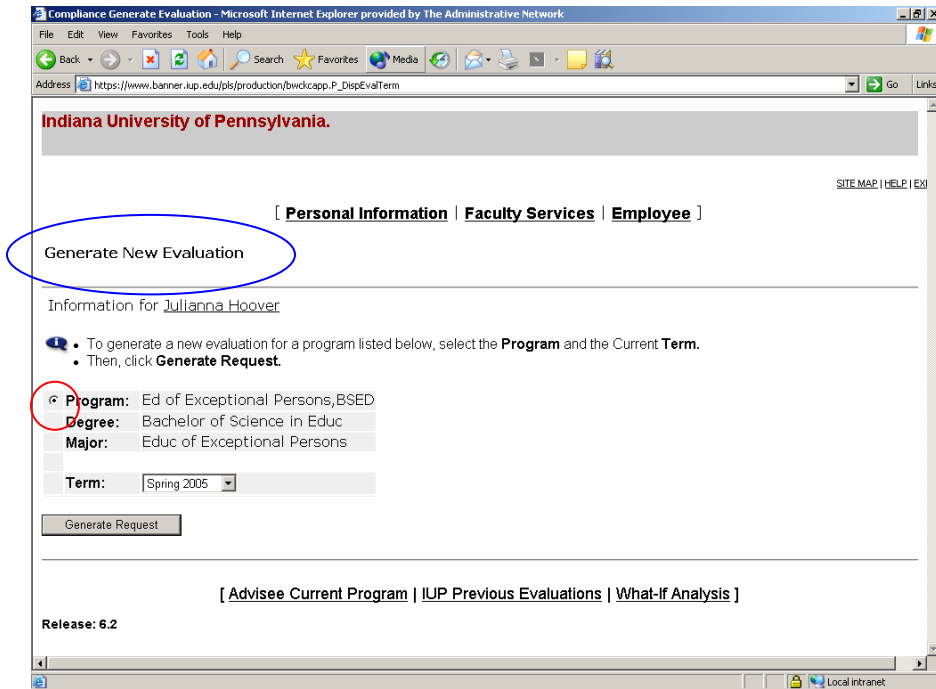 Compliance Generate Evaluation - Microsoft Internet Explorer provided by The Administrative Network
File Edit View Favorites Tools Help
Back Search Favorites Media
Address https://www.banner.iup.edu/pls/production/bwckcapp.P_DispEvalTerm Go Links
Indiana University of Pennsylvania.
SITE MAP | HELP | EXI
[ Personal Information | Faculty Services | Employee ]
Generate New Evaluation
Information for Julianna Hoover
• To generate a new evaluation for a program listed below, select the Program and the Current Term.
• Then, click Generate Request.
Program: Ed of Exceptional Persons,BSED
Degree: Bachelor of Science in Educ
Major: Educ of Exceptional Persons
Term: Spring 2005
Generate Request
[ Advisee Current Program | IUP Previous Evaluations | What-If Analysis ]
Release: 6.2
Local intranet